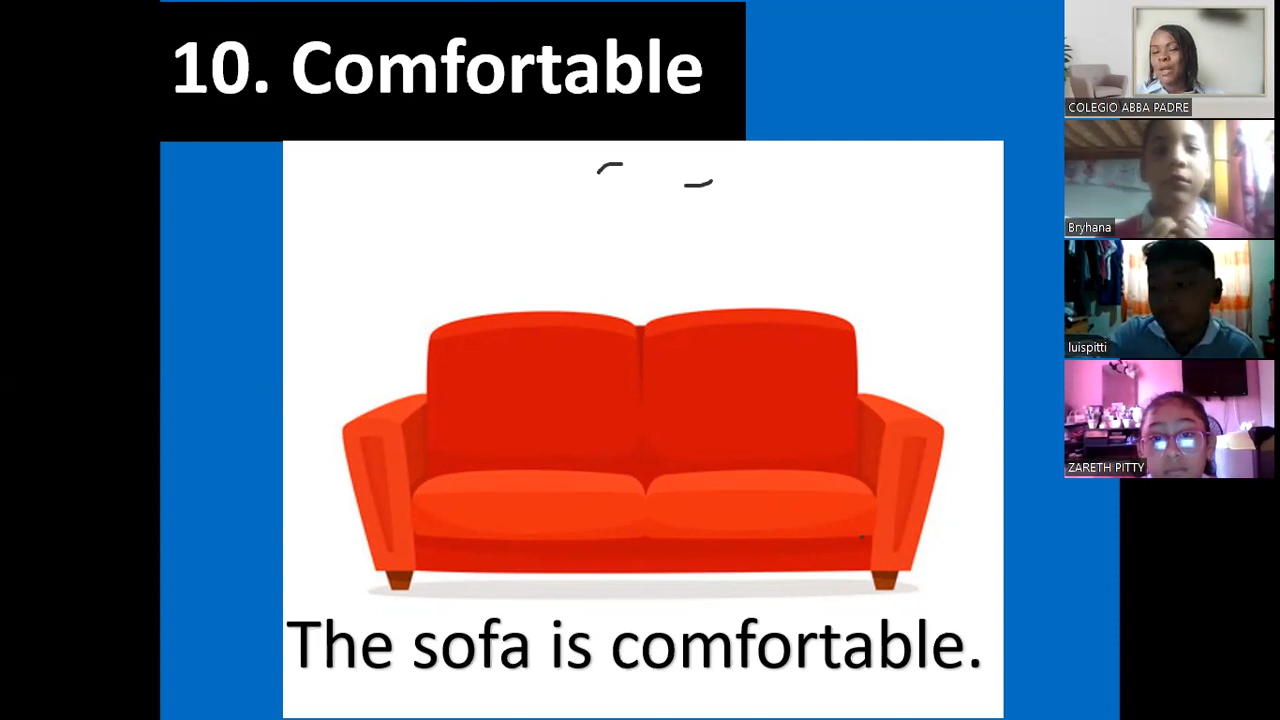 10. Comfortable
The sofa is comfortable.
COLEGIO ABBA PADRE
Bryhana
luispitti
ZARETH PITTY